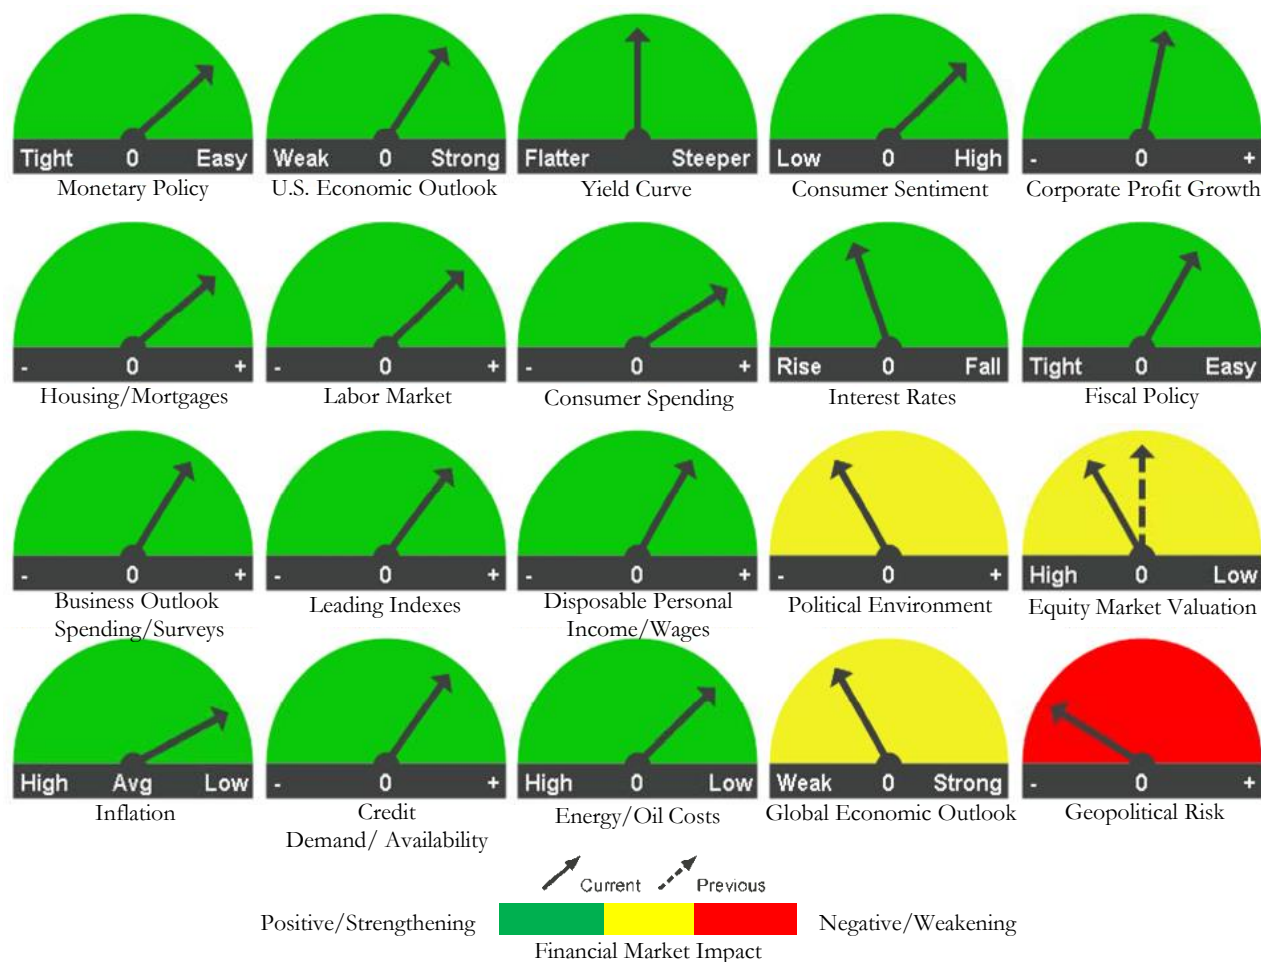 Tight 0 Easy
Weak 0 Strong
Flatter Steeper
Low 0 High
- 0 +
Monetary Policy
U.S. Economic Outlook
Yield Curve
Consumer Sentiment
Corporate Profit Growth
- 0 +
- 0 +
- 0 +
Rise 0 Fall
Tight 0 Easy
Housing/Mortgages
Labor Market
Consumer Spending
Interest Rates
Fiscal Policy
- 0 +
- 0 +
- 0 +
- 0 +
High 0 Low
Business Outlook
Spending/Surveys
Leading Indexes
Disposable Personal
Income/Wages
Political Environment
Equity Market Valuation
High Avg Low
- 0 +
High 0 Low
Weak 0 Strong
- 0 +
Inflation
Credit
Demand/ Availability
Energy/Oil Costs
Global Economic Outlook
Geopolitical Risk
Current Previous
Positive/Strengthening Negative/Weakening
Financial Market Impact